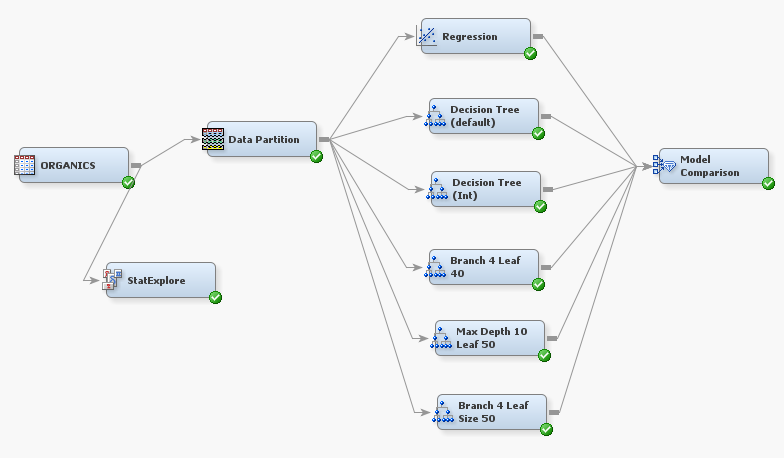 ORGANICS
StatExplore
Data Partition
Regression
Decision Tree
(default)
Decision Tree
(Int)
Branch 4 Leaf
40
Max Depth 10
Leaf 50
Branch 4 Leaf
Size 50
Model
Comparison